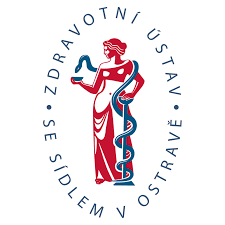 ZDRAVOTNÍ ÚSTAV
SE SÍDLEM V OSTRAVĚ